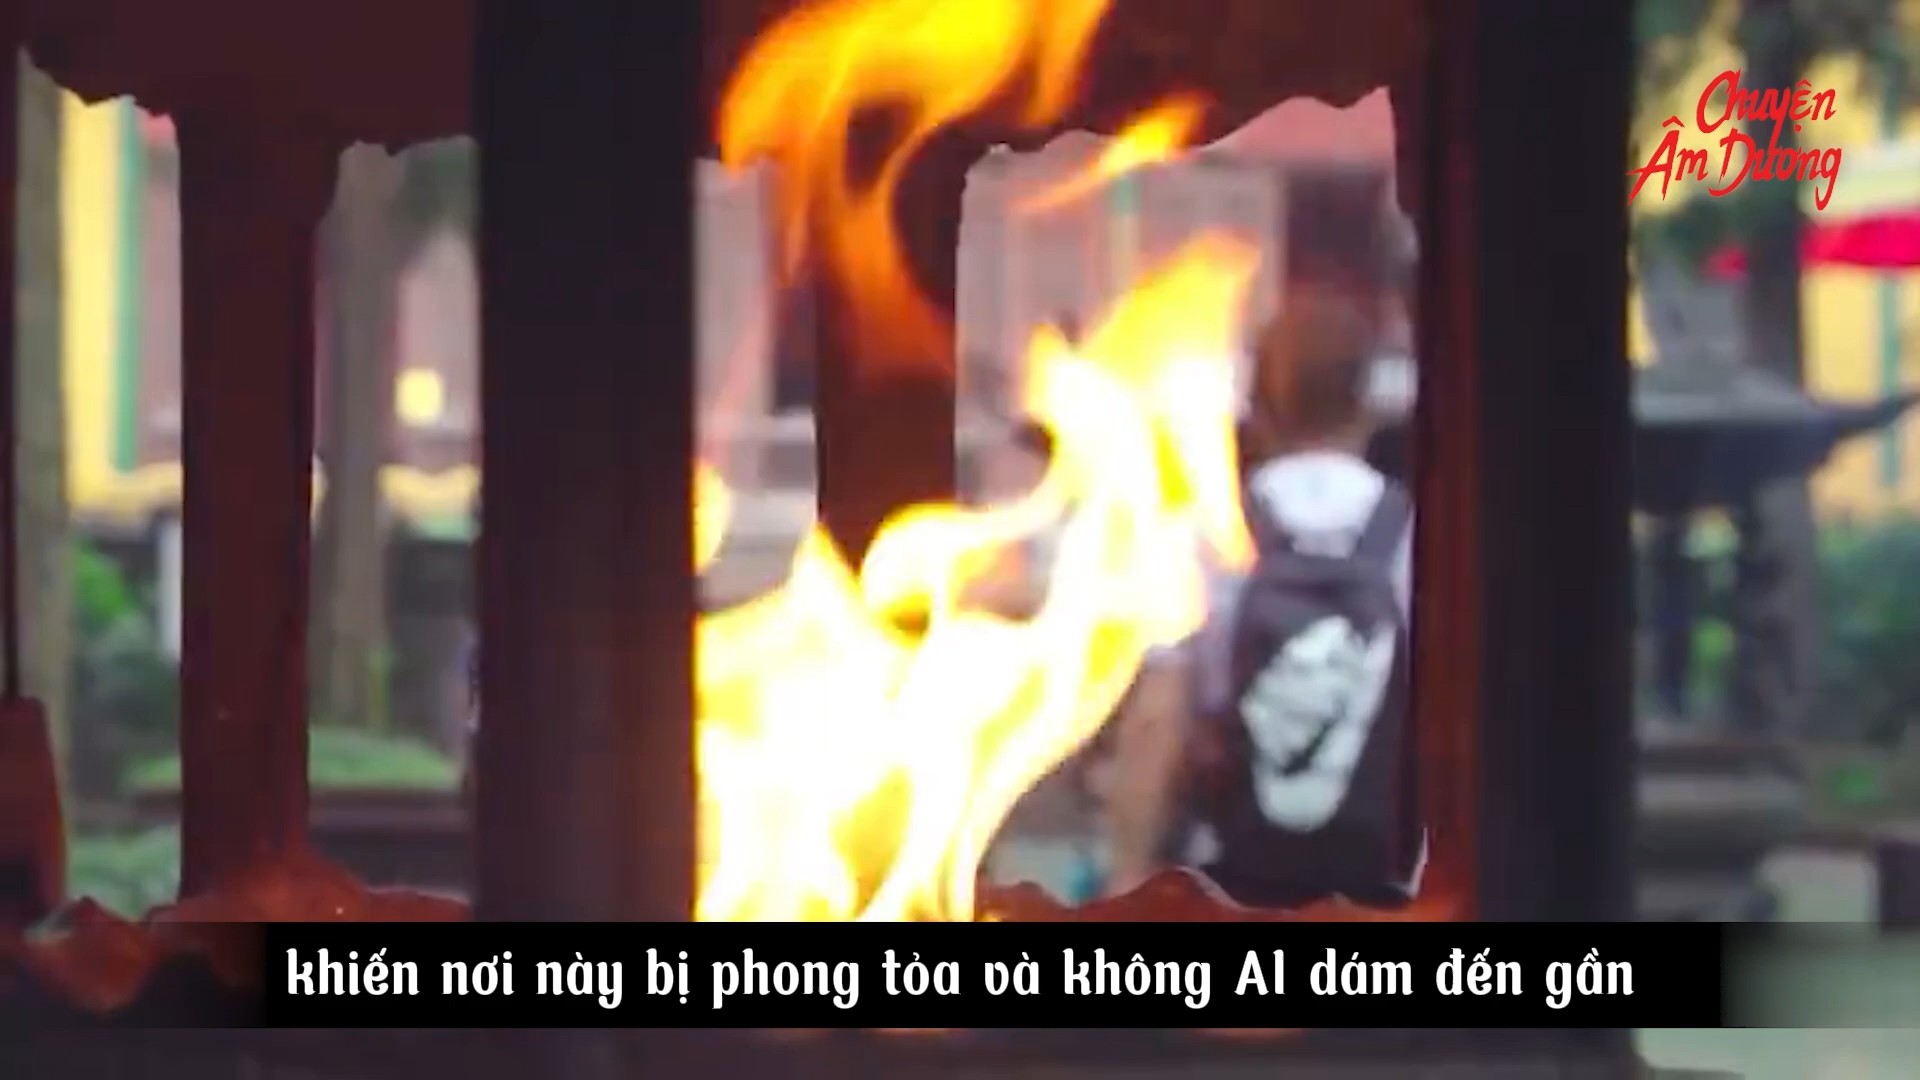 Chuyện
Âm Dương
khiến nơi này bị phong tỏa và không AI dám đến gần